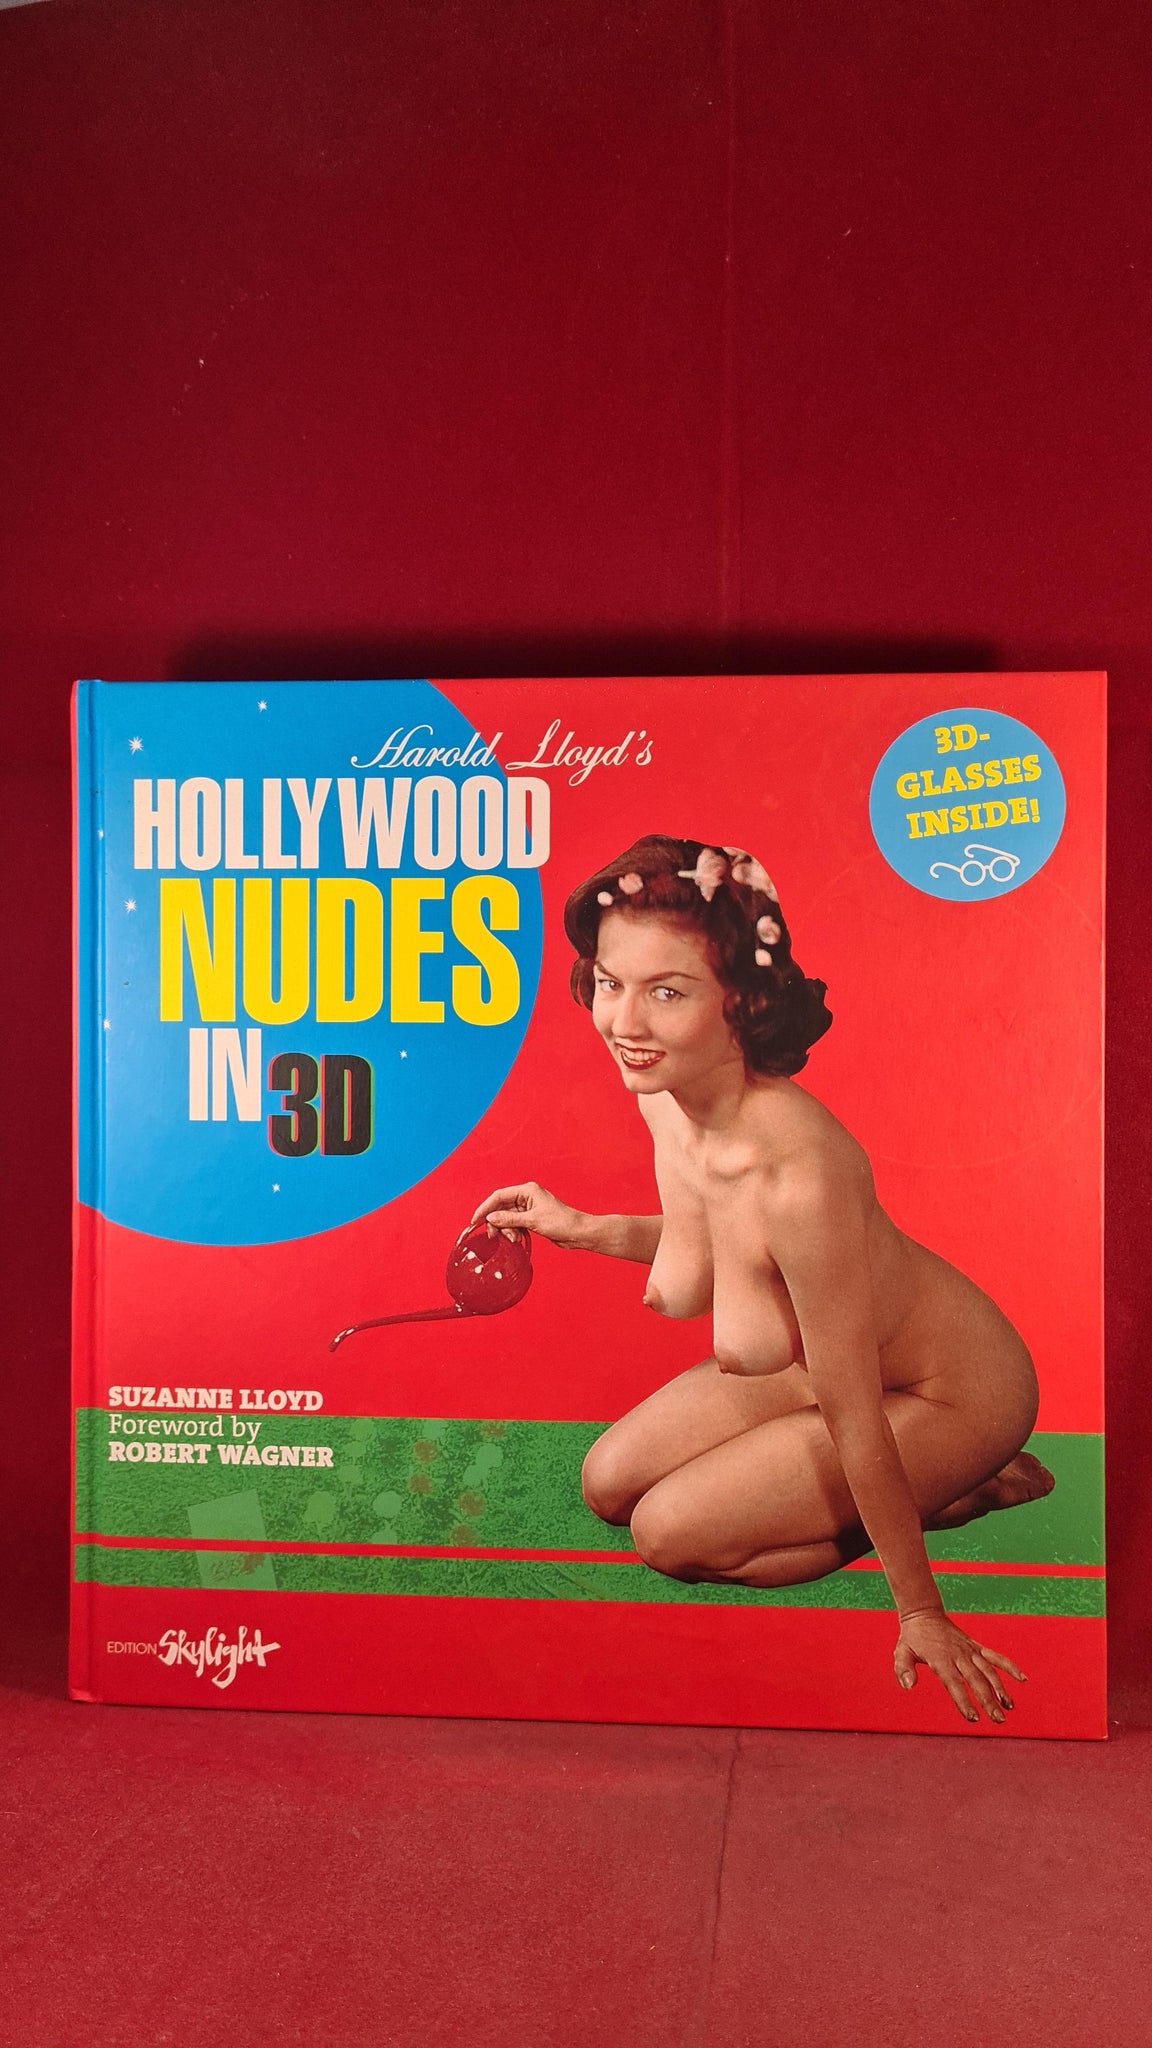 Harold Lloyd's
HOLLYWOOD
NUDES
IN 3D
3D-
GLASSES
INSIDE!
SUZANNE LLOYD
Foreword by
ROBERT WAGNER
EDITION Skylight